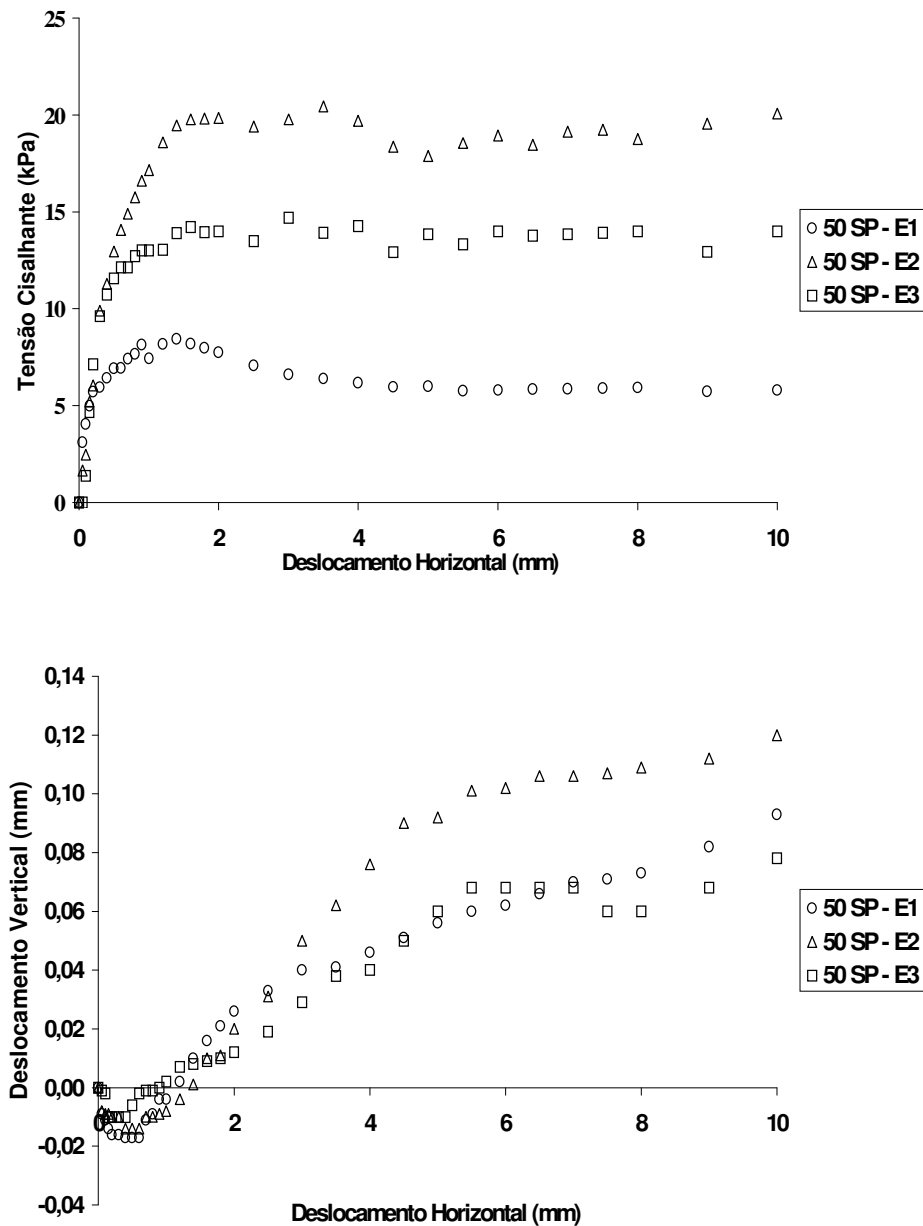 25
20
15
10
5
0
Tensão Cisalhante (kPa)
0 2 4 6 8 10
Deslocamento Horizontal (mm)
50 SP - E1
50 SP - E2
50 SP - E3
0,14
0,12
0,10
0,08
0,06
0,04
0,02
0,00
-0,02
-0,04
Deslocamento Vertical (mm)
0 2 4 6 8 10
Deslocamento Horizontal (mm)
50 SP - E1
50 SP - E2
50 SP - E3